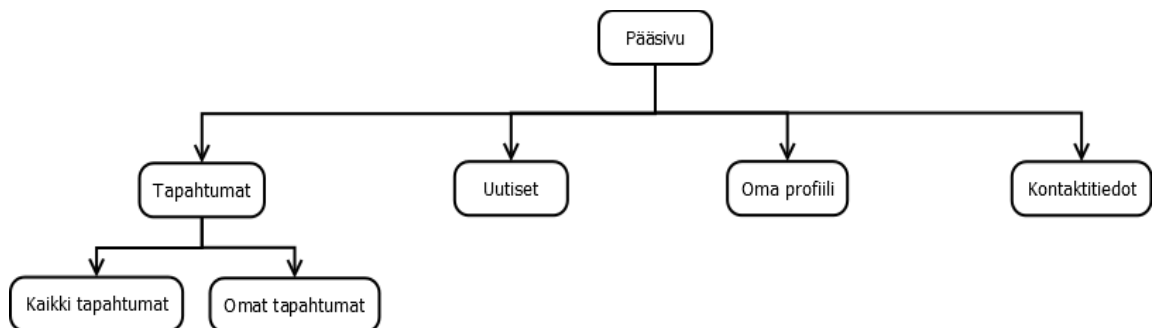 Pääsivu
Tapahtumat
Uutiset
Oma profiili
Kontaktitiedot
Kaikki tapahtumat
Omat tapahtumat